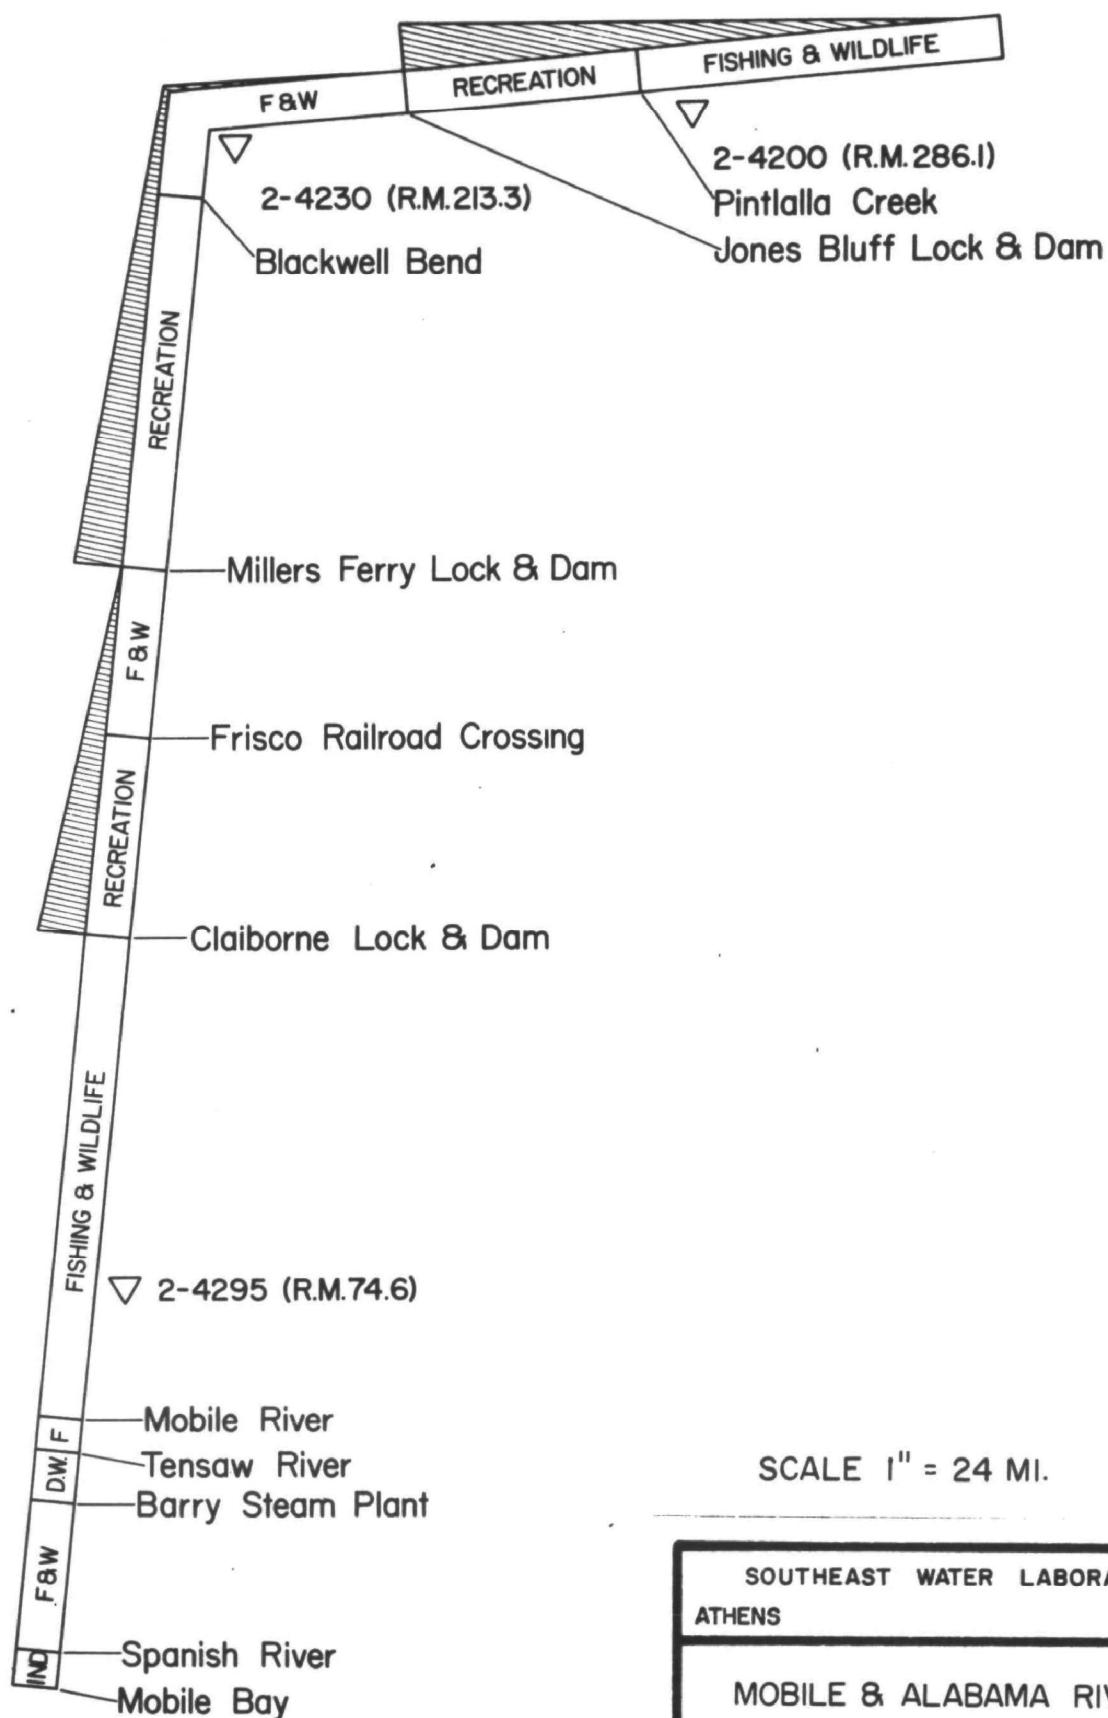 FISHING & WILDLIFE
RECREATION
F&W
2-4200 (R.M.286.1)
2-4230 (R.M.213.3)
Pintlalla Creek
Jones Bluff Lock & Dam
Blackwell Bend
RECREATION
Millers Ferry Lock & Dam
F&W
Frisco Railroad Crossing
RECREATION
Claiborne Lock & Dam
FISHING & WILDLIFE
2-4295 (R.M.74.6)
Mobile River
F
Tensaw River
D.W.
Barry Steam Plant
F&W
Spanish River
IND
Mobile Bay
SCALE 1" = 24 MI.
SOUTHEAST WATER LABORA
ATHENS
MOBILE & ALABAMA RIV